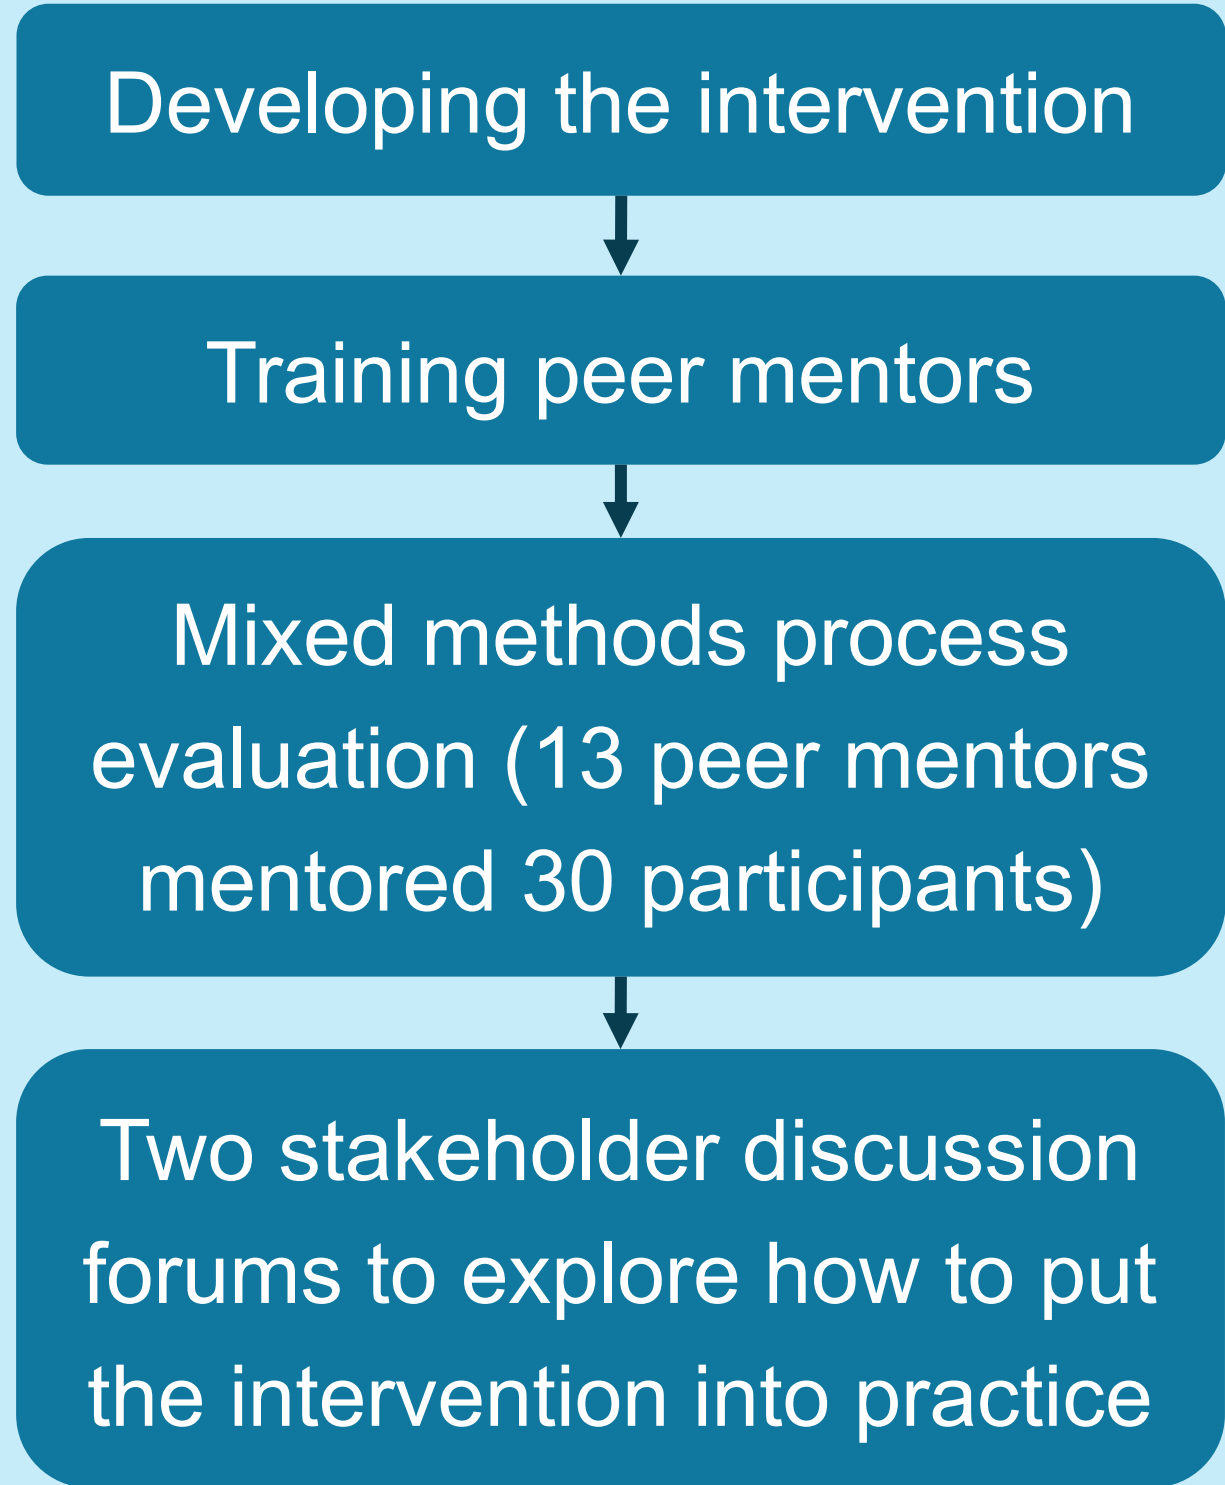 Developing the intervention
Training peer mentors
Mixed methods process
evaluation (13 peer mentors
mentored 30 participants)
Two stakeholder discussion
forums to explore how to put
the intervention into practice